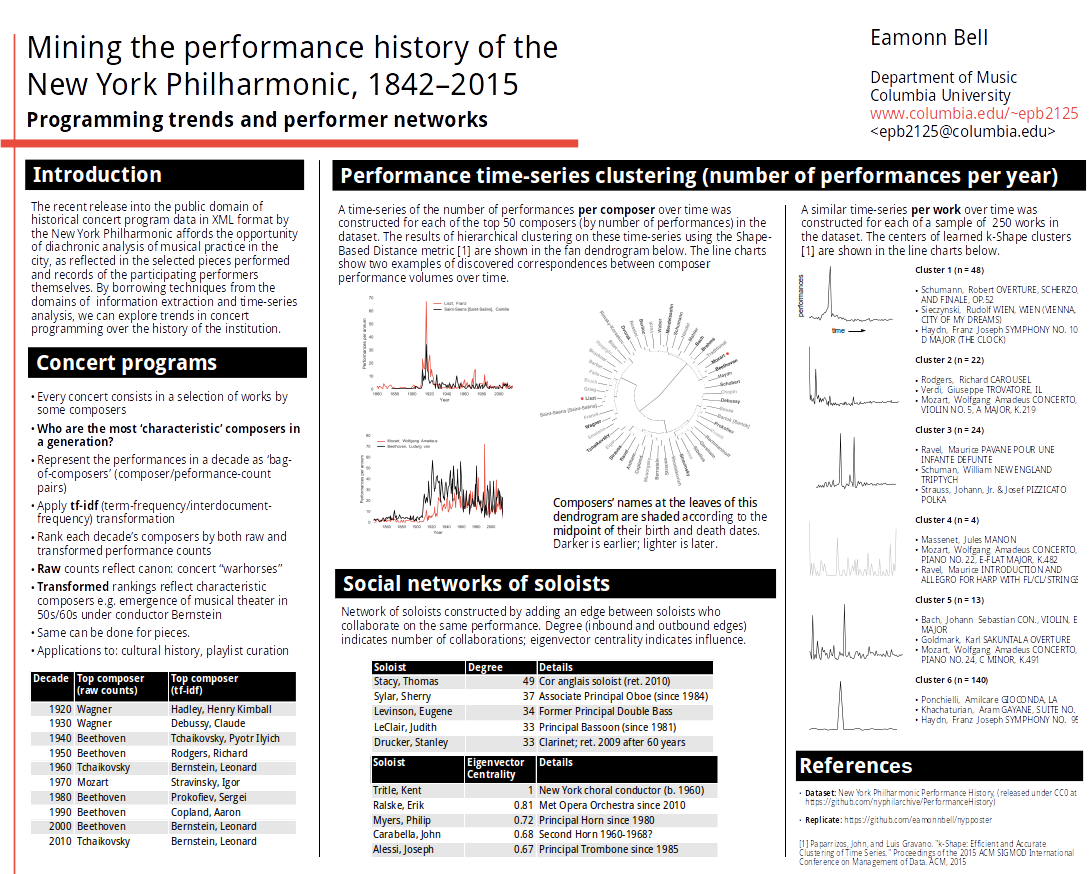 Mining the performance history of the
New York Philharmonic, 1842–2015
Programming trends and performer networks
Eamonn Bell
Department of Music
Columbia University
www.columbia.edu/~epb2125
<epb2125@columbia.edu>
Introduction
The recent release into the public domain of
historical concert program data in XML format by
the New York Philharmonic affords the opportunity
of diachronic analysis of musical practice in the
city, as reflected in the selected pieces performed
and records of the participating performers
themselves. By borrowing techniques from the
domains of information extraction and time-series
analysis, we can explore trends in concert
programming over the history of the institution.
Concert programs
• Every concert consists in a selection of works by
some composers
• Who are the most ‘characteristic’ composers in
a generation?
• Represent the performances in a decade as ‘bag-
of-composers’ (composer/peformance-count
pairs)
• Apply tf-idf (term-frequency/interdocument-
frequency) transformation
• Rank each decade’s composers by both raw and
transformed performance counts
• Raw counts reflect canon: concert “warhorses”
• Transformed rankings reflect characteristic
composers e.g. emergence of musical theater in
50s/60s under conductor Bernstein
• Same can be done for pieces.
• Applications to: cultural history, playlist curation
Decade Top composer (raw counts) Top composer (tf-idf)
1920 Wagner Hadley, Henry Kimball
1930 Wagner Debussy, Claude
1940 Beethoven Tchaikovsky, Pyotr Ilyich
1950 Beethoven Rodgers, Richard
1960 Tchaikovsky Bernstein, Leonard
1970 Mozart Stravinsky, Igor
1980 Beethoven Prokofiev, Sergei
1990 Beethoven Copland, Aaron
2000 Beethoven Bernstein, Leonard
2010 Tchaikovsky Bernstein, Leonard
Performance time-series clustering (number of performances per year)
A time-series of the number of performances per composer over time was
constructed for each of the top 50 composers (by number of performances) in the
dataset. The results of hierarchical clustering on these time-series using the Shape-
Based Distance metric [1] are shown in the fan dendrogram below. The line charts
show two examples of discovered correspondences between composer
performance volumes over time.
Liszt, Franz
Saint-Saens [Saint-Saëns], Camille
Performances per annum
Year
Mozart, Wolfgang Amadeus
Beethoven, Ludwig van
Performances per annum
Year
Mendelssohn
Schumann
Bach
Brahms
Traditional
Mozart
Beethoven
Haydn
Schubert
Chopin
Debussy
Prokofiev
Wagner
Tchaikovsky
Saint-Saens [Saint-Saëns]
Liszt
Composers’ names at the leaves of this
dendrogram are shaded according to the
midpoint of their birth and death dates.
Darker is earlier; lighter is later.
Social networks of soloists
Network of soloists constructed by adding an edge between soloists who
collaborate on the same performance. Degree (inbound and outbound edges)
indicates number of collaborations; eigenvector centrality indicates influence.
Soloist Degree Details
Stacy, Thomas 49 Cor anglais soloist (ret. 2010)
Sylar, Sherry 37 Associate Principal Oboe (since 1984)
Levinson, Eugene 34 Former Principal Double Bass
LeClair, Judith 33 Principal Bassoon (since 1981)
Drucker, Stanley 33 Clarinet; ret. 2009 after 60 years
Soloist Eigenvector Centrality Details
Tritle, Kent 1 New York choral conductor (b. 1960)
Ralske, Erik 0.81 Met Opera Orchestra since 2010
Myers, Philip 0.72 Principal Horn since 1980
Carabella, John 0.68 Second Horn 1960-1968?
Alessi, Joseph 0.67 Principal Trombone since 1985
A similar time-series per work over time was
constructed for each of a sample of 250 works in
the dataset. The centers of learned k-Shape clusters
[1] are shown in the line charts below.
performances
time
Cluster 1 (n = 48)
• Schumann, Robert OVERTURE, SCHERZO,
AND FINALE, OP.52
• Sieczynski, Rudolf WIEN, WIEN (VIENNA,
CITY OF MY DREAMS)
• Haydn, Franz Joseph SYMPHONY NO. 10
D MAJOR (THE CLOCK)
Cluster 2 (n = 22)
• Rodgers, Richard CAROUSEL
• Verdi, Giuseppe TROVATORE, IL
• Mozart, Wolfgang Amadeus CONCERTO,
VIOLIN NO. 5, A MAJOR, K.219
Cluster 3 (n = 24)
• Ravel, Maurice PAVANE POUR UNE
INFANTE DEFUNTE
• Schuman, William NEW ENGLAND
TRIPTYCH
• Strauss, Johann, Jr. & Josef PIZZICATO
POLKA
Cluster 4 (n = 4)
• Massenet, Jules MANON
• Mozart, Wolfgang Amadeus CONCERTO,
PIANO NO. 22, E-FLAT MAJOR, K.482
• Ravel, Maurice INTRODUCTION AND
ALLEGRO FOR HARP WITH FL/CL/STRINGS
Cluster 5 (n = 13)
• Bach, Johann Sebastian CON., VIOLIN, E
MAJOR
• Goldmark, Karl SAKUNTALA OVERTURE
• Mozart, Wolfgang Amadeus CONCERTO,
PIANO NO. 24, C MINOR, K.491
Cluster 6 (n = 140)
• Ponchielli, Amilcare GIOCONDA, LA
• Khachaturian, Aram GAYANE, SUITE NO.
• Haydn, Franz Joseph SYMPHONY NO. 95
References
• Dataset: New York Philharmonic Performance History, (released under CC0 at
https://github.com/nyphilarchive/PerformanceHistory)
• Replicate: https://github.com/eamonnbell/nypposter
[1] Paparrizos, John, and Luis Gravano. "k-Shape: Efficient and Accurate
Clustering of Time Series." Proceedings of the 2015 ACM SIGMOD International
Conference on Management of Data. ACM, 2015